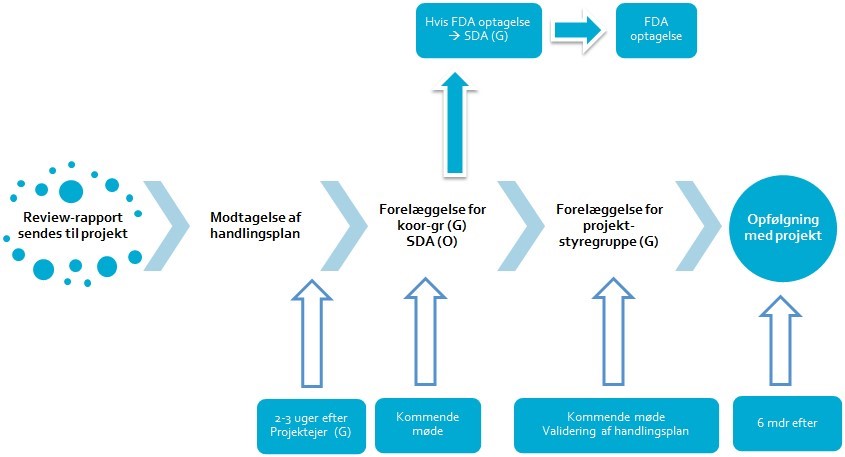 Hvis FDA optagelse
→ SDA (G)
FDA
optagelse
Review-rapport
sendes til projekt
Modtagelse af
handlingsplan
Forelæggelse for
koor-gr (G)
SDA (O)
Forelæggelse for
projekt-
styregruppe (G)
Opfølgning
med projekt
2-3 uger efter
Projektejer (G)
Kommende
møde
Kommende møde
Validering af handlingsplan
6 mdr efter